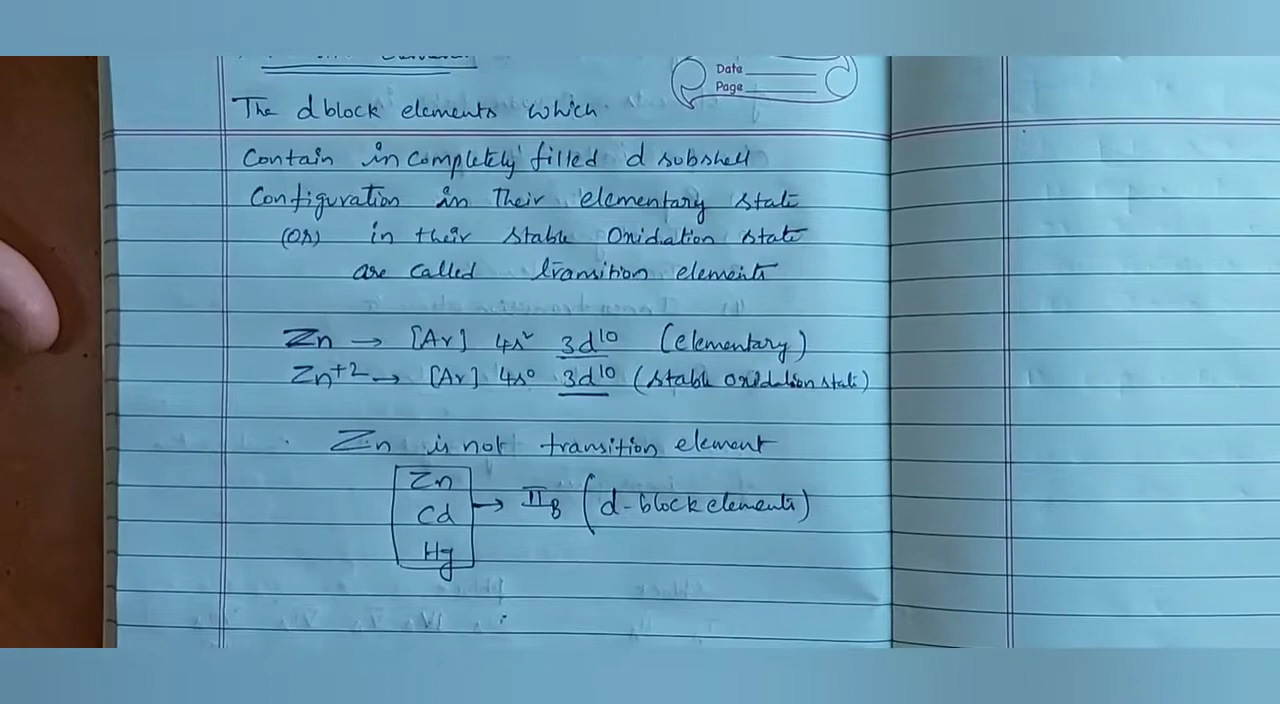 Date
Page
The d block elements which
Contain incompletely filled d subshell
Configuration in Their elementary state
(OR) in their stable Oxidation state
are called transition elements
Zn → [Ar] 4s² 3d¹⁰ (elementary)
Zn⁺² → [Ar] 4s⁰ 3d¹⁰ (stable oxidation state)
Zn is not transition element
Zn
Cd → II B (d-block elements)
Hg